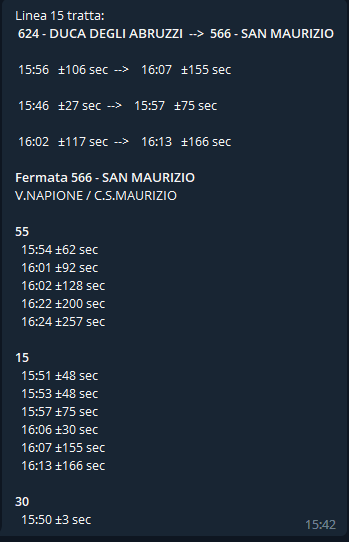 Linea 15 tratta:
624 - DUCA DEGLI ABRUZZI --> 566 - SAN MAURIZIO
15:56 ±106 sec --> 16:07 ±155 sec
15:46 ±27 sec --> 15:57 ±75 sec
16:02 ±117 sec --> 16:13 ±166 sec
Fermata 566 - SAN MAURIZIO
V.NAPIONE / C.S.MAURIZIO
55
15:54 ±62 sec
16:01 ±92 sec
16:02 ±128 sec
16:22 ±200 sec
16:24 ±257 sec
15
15:51 ±48 sec
15:53 ±48 sec
15:57 ±75 sec
16:06 ±30 sec
16:07 ±155 sec
16:13 ±166 sec
30
15:50 ±3 sec
15:42